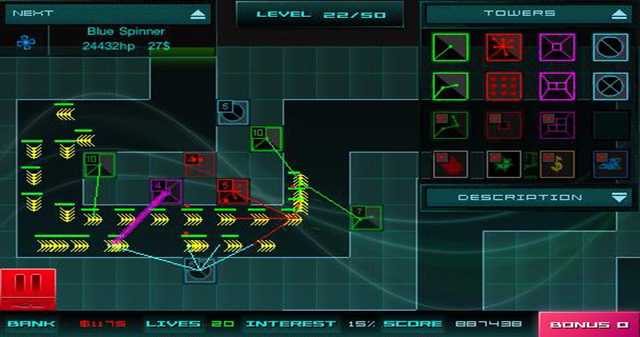 NEXT
LEVEL 22/50
TOWERS
Blue Spinner
24432hp 27$
5
10
10
4
5
7
DESCRIPTION
MENU
BANK $1175 LIVES 20 INTEREST 15% SCORE 887438 BONUS 0